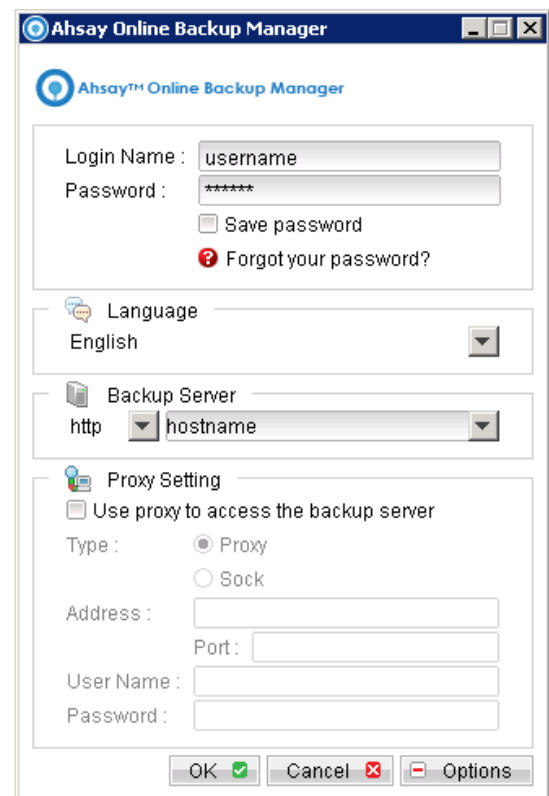 Ahsay Online Backup Manager
Ahsay™ Online Backup Manager
Login Name : username
Password : ******
Save password
Forgot your password?
Language
English
Backup Server
http hostname
Proxy Setting
Use proxy to access the backup server
Type : Proxy
Sock
Address :
Port :
User Name :
Password :
OK Cancel Options